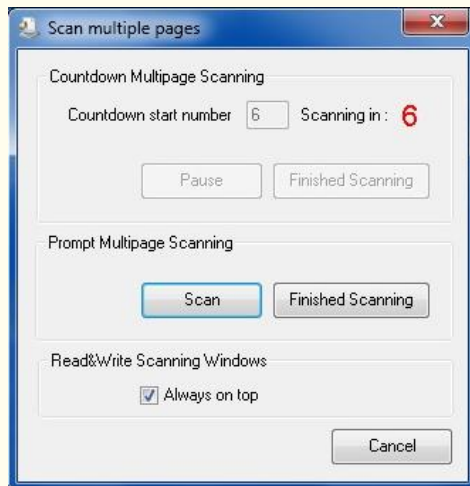 Scan multiple pages
Countdown Multipage Scanning
Countdown start number 6 Scanning in : 6
Pause Finished Scanning
Prompt Multipage Scanning
Scan Finished Scanning
Read&Write Scanning Windows
Always on top
Cancel